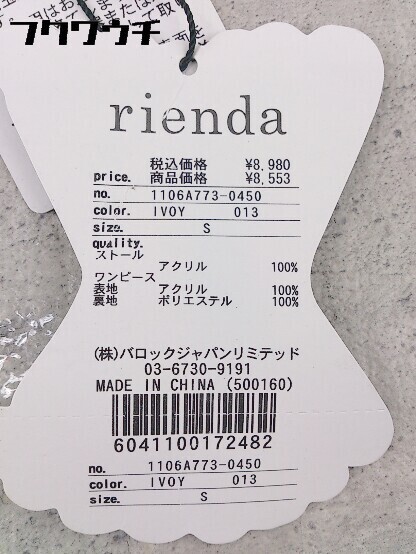 フクワウチ
rienda
税込価格 ¥8,980
price. 商品価格 ¥8,553
no. 1106A773-0450
color. IVOY 013
size. S
quality.
ストール
アクリル 100%
ワンピース
表地 アクリル 100%
裏地 ポリエステル 100%
(株)バロックジャパンリミテッド
03-6730-9191
MADE IN CHINA (500160)
6041100172482
no. 1106A773-0450
color. IVOY 013
size. S